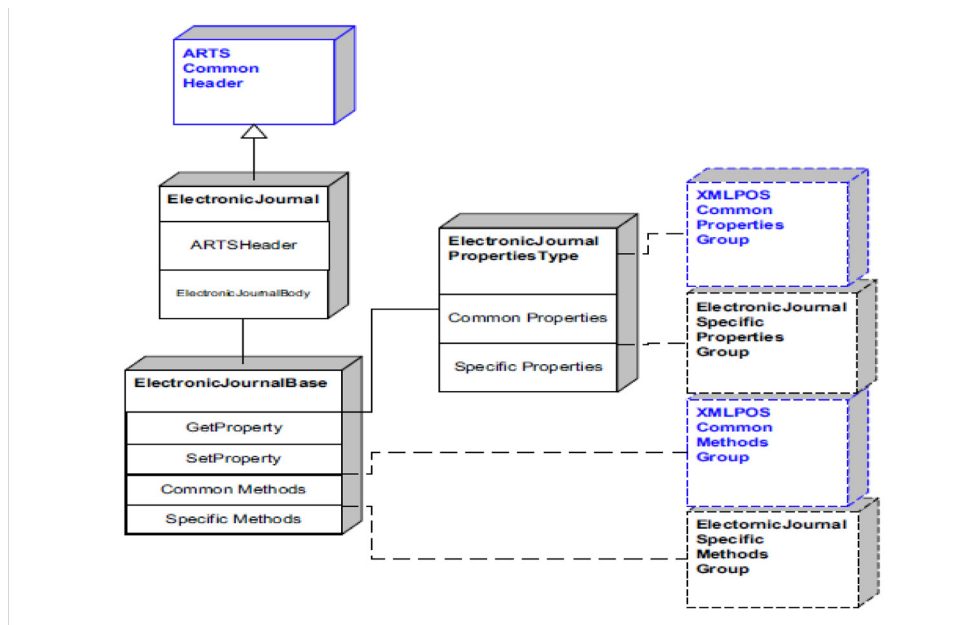 ARTS
Common
Header
ElectronicJournal
ARTSHeader
ElectronicJournalBody
ElectronicJournalBase
GetProperty
SetProperty
Common Methods
Specific Methods
ElectronicJournal
PropertiesType
Common Properties
Specific Properties
XMLPOS
Common
Properties
Group
ElectronicJournal
Specific
Properties
Group
XMLPOS
Common
Methods
Group
ElectomicJournal
Specific
Methods
Group